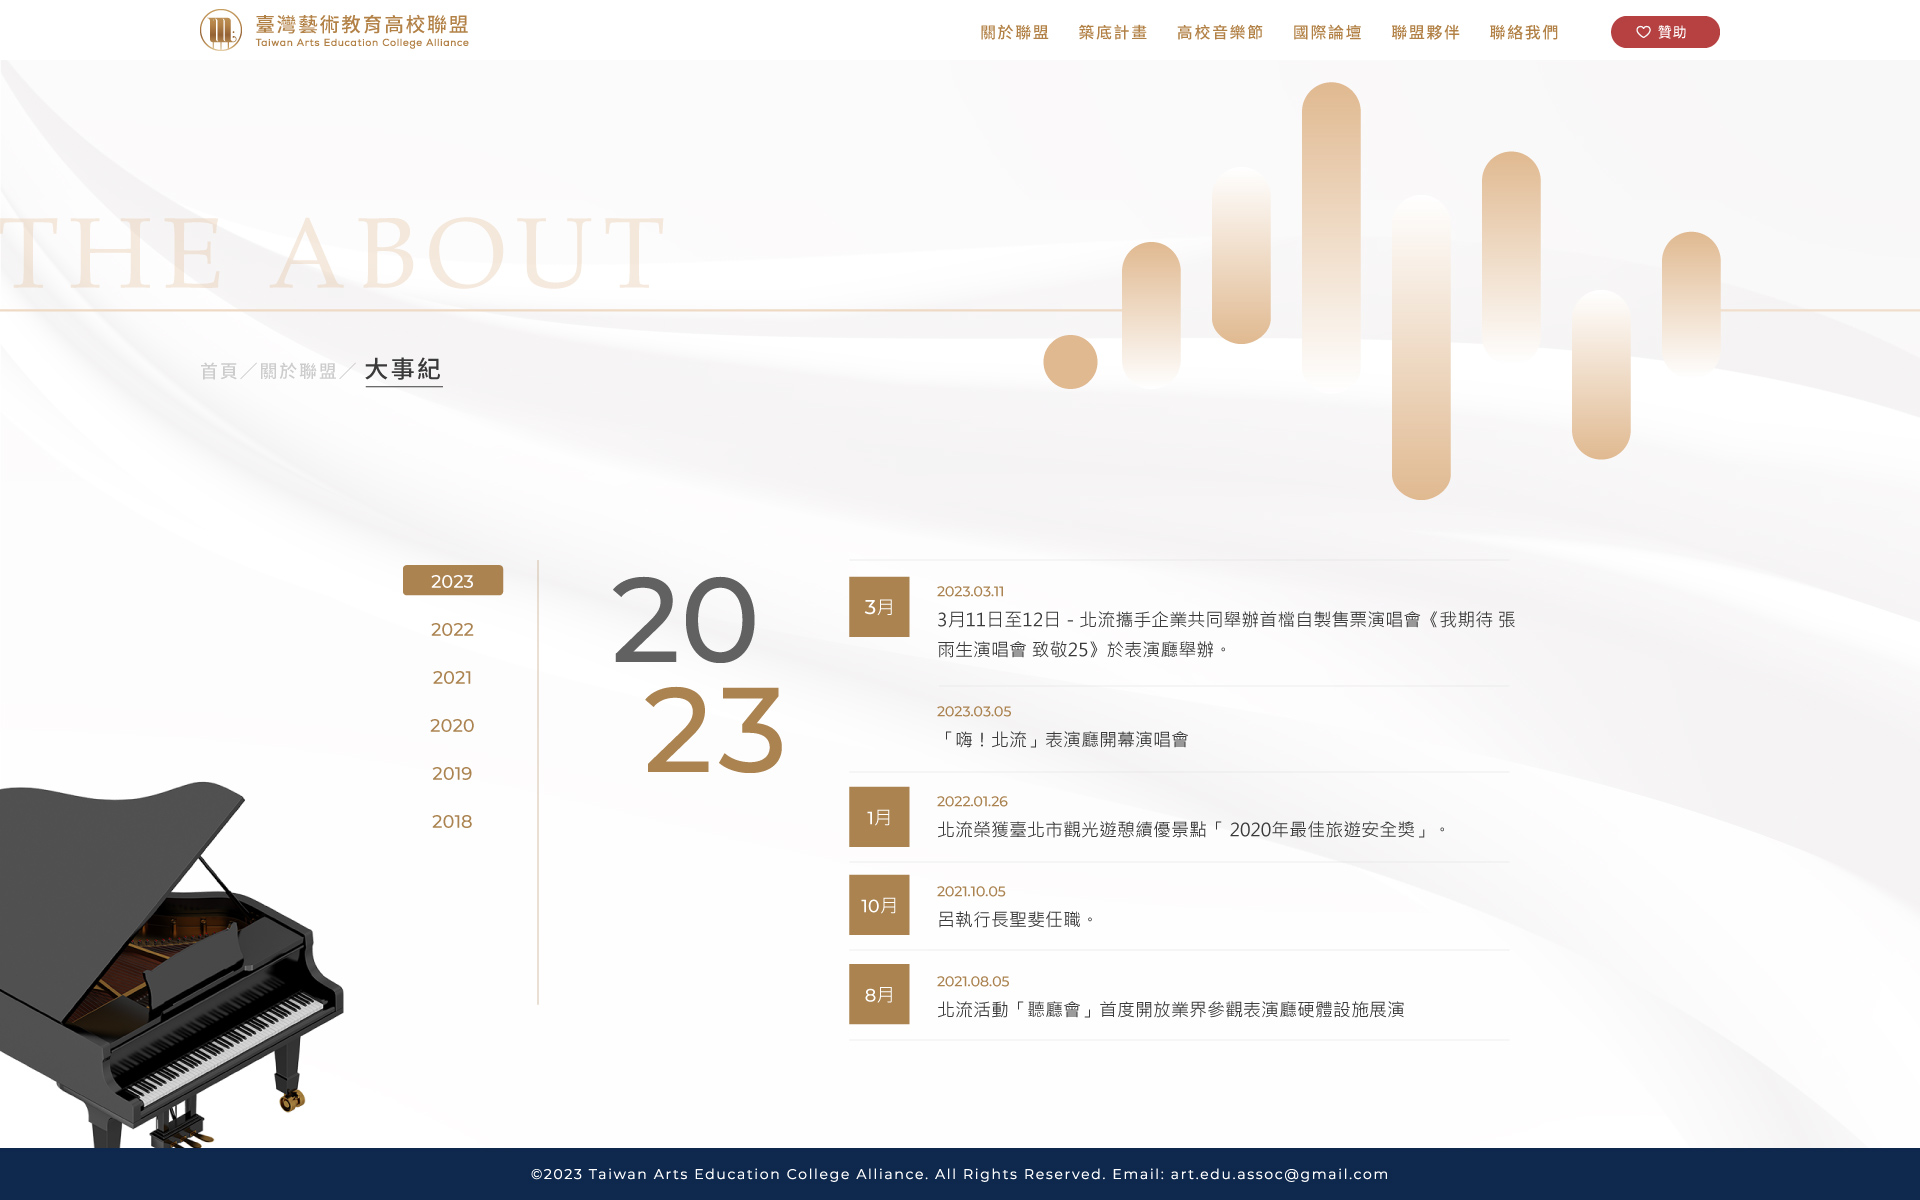 臺灣藝術教育高校聯盟
Taiwan Arts Education College Alliance
關於聯盟
築底計畫
高校音樂節
國際論壇
聯盟夥伴
聯絡我們
贊助
THE ABOUT
首頁／關於聯盟／大事紀
2023
2022
2021
2020
2019
2018
20
23
3月
2023.03.11
3月11日至12日 - 北流攜手企業共同舉辦首檔自製售票演唱會《我期待 張
雨生演唱會 致敬25》於表演廳舉辦。
2023.03.05
「嗨！北流」表演廳開幕演唱會
1月
2022.01.26
北流榮獲臺北市觀光遊憩績優景點「 2020年最佳旅遊安全獎」。
10月
2021.10.05
呂執行長聖斐任職。
8月
2021.08.05
北流活動「聽廳會」首度開放業界參觀表演廳硬體設施展演
©2023 Taiwan Arts Education College Alliance. All Rights Reserved. Email: art.edu.assoc@gmail.com